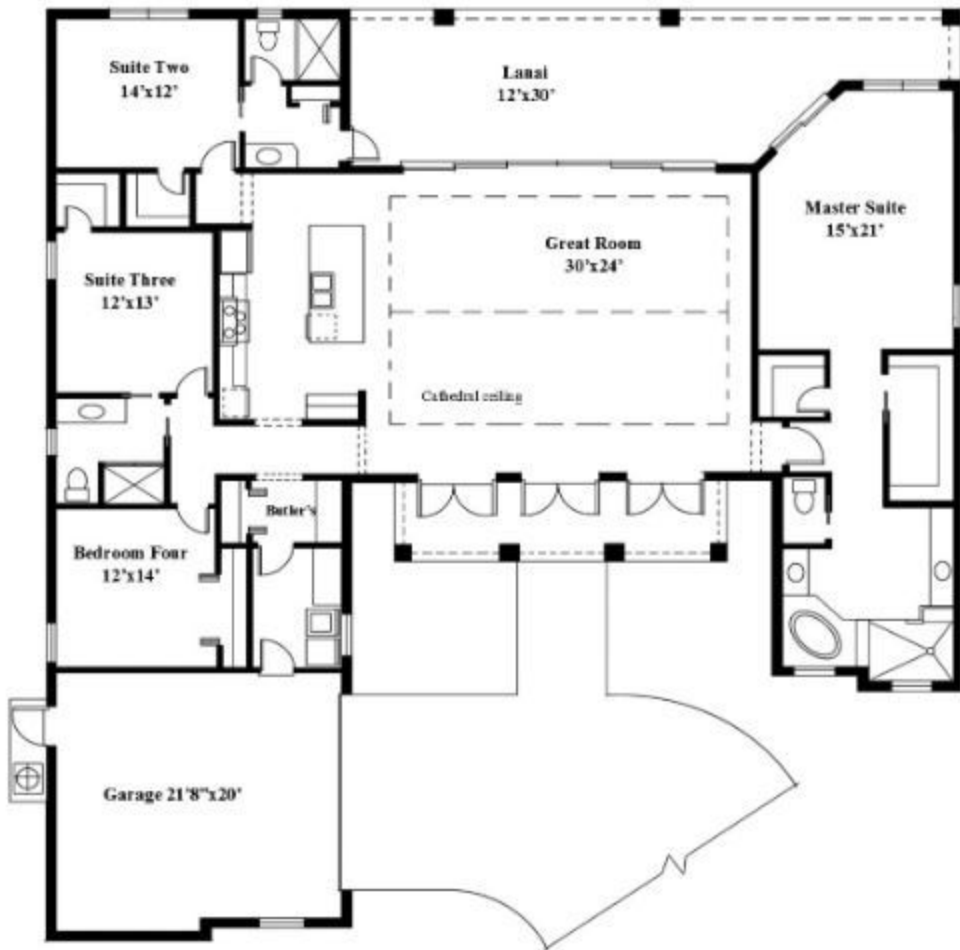 Suite Two
14'x12'
Lanai
12'x30'
Master Suite
15'x21'
Great Room
30'x24'
Suite Three
12'x13'
Cathedral ceiling
Butler's
Bedroom Four
12'x14'
Garage 21'8"x20'